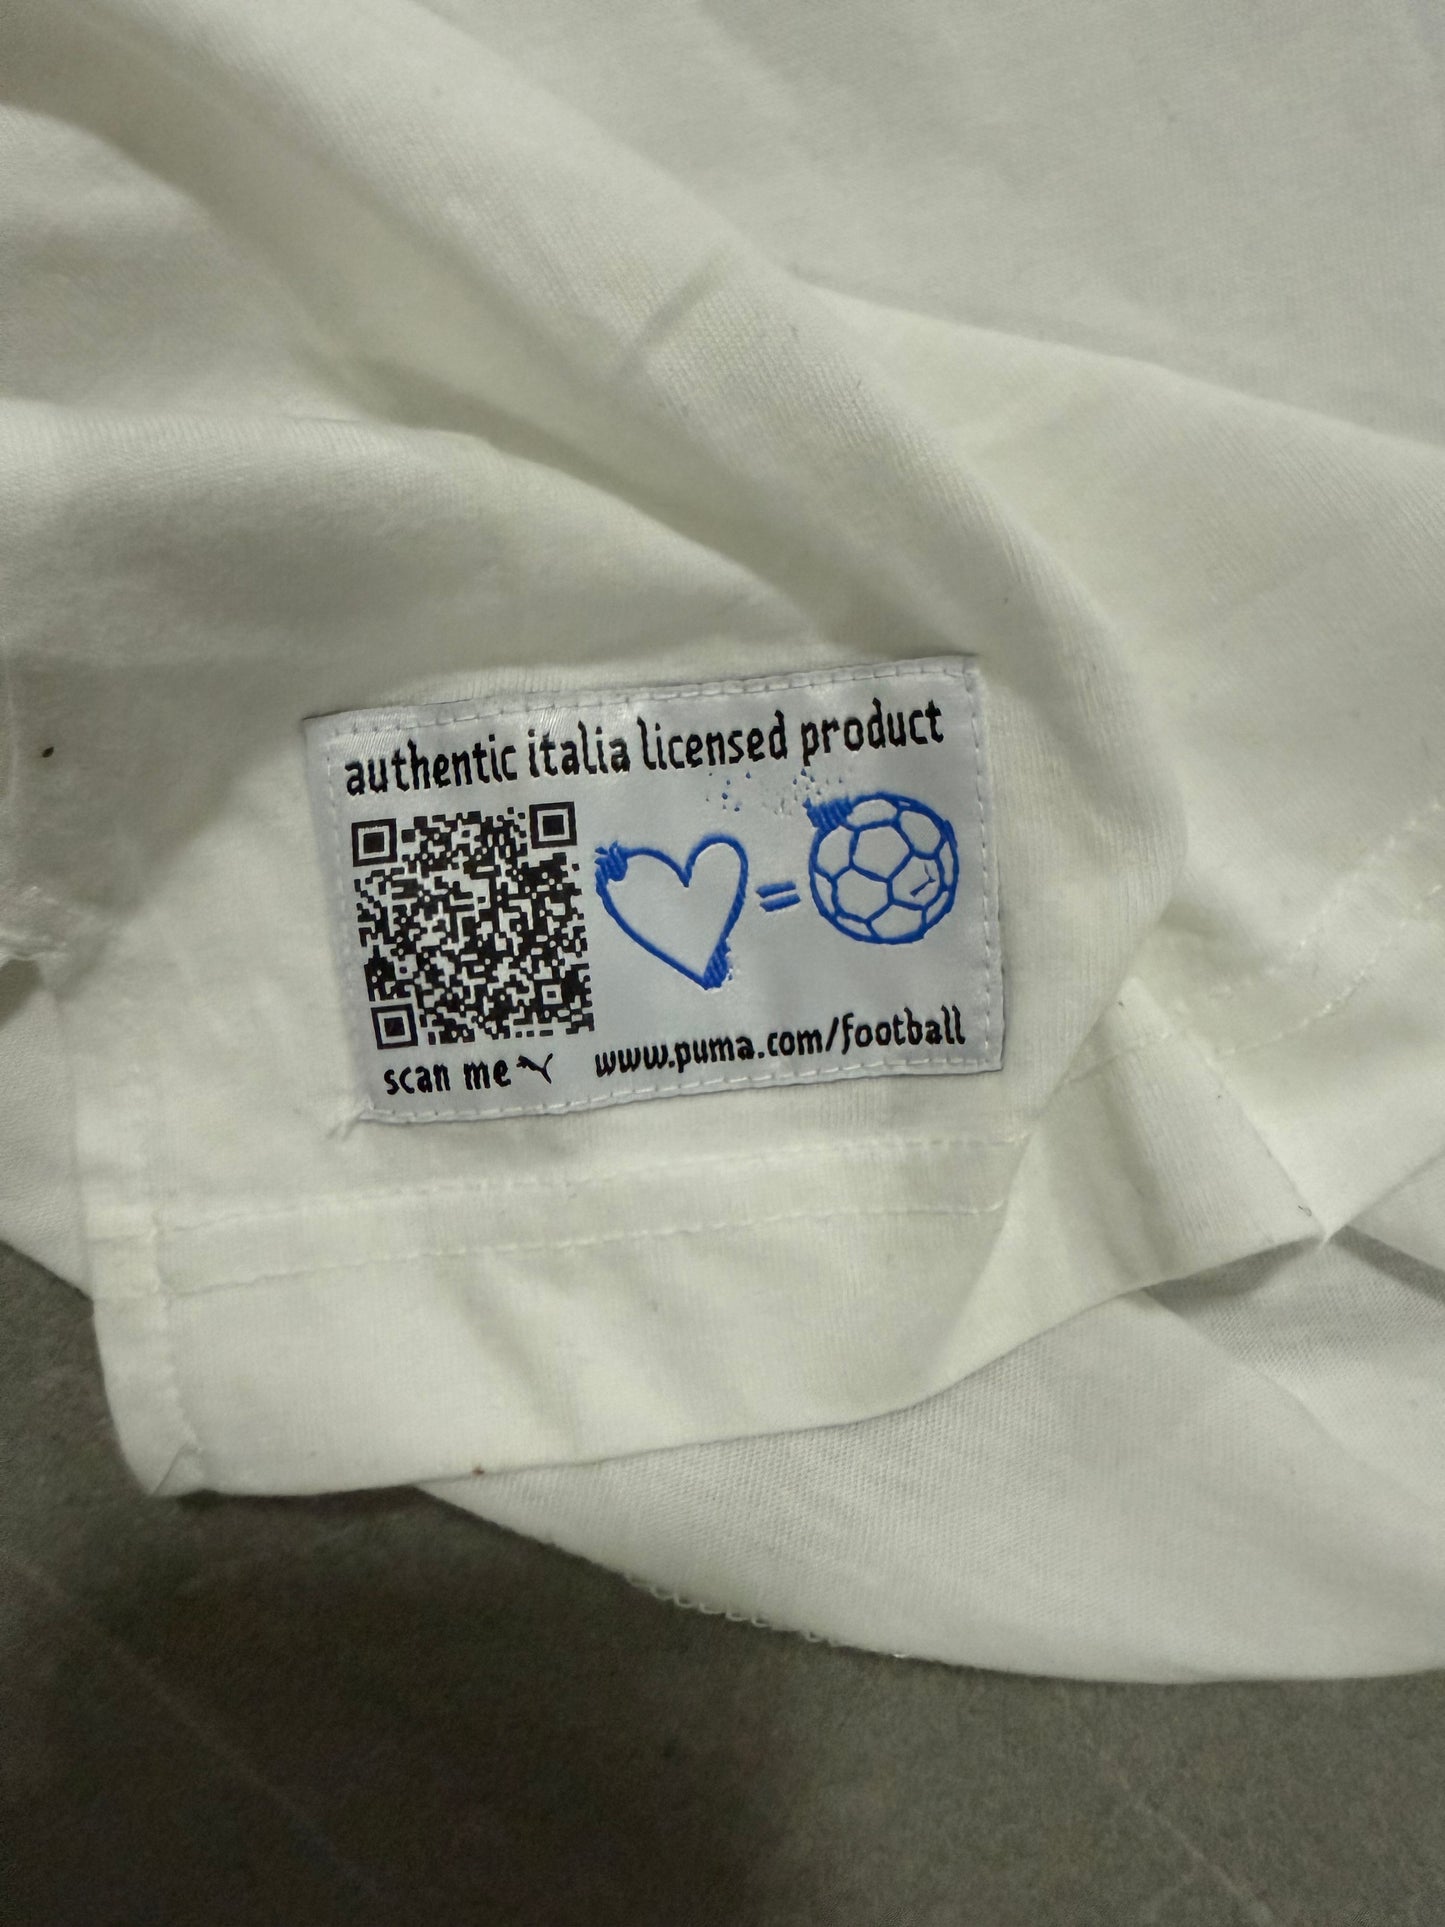 authentic italia licensed product
=
scan me
www.puma.com/football